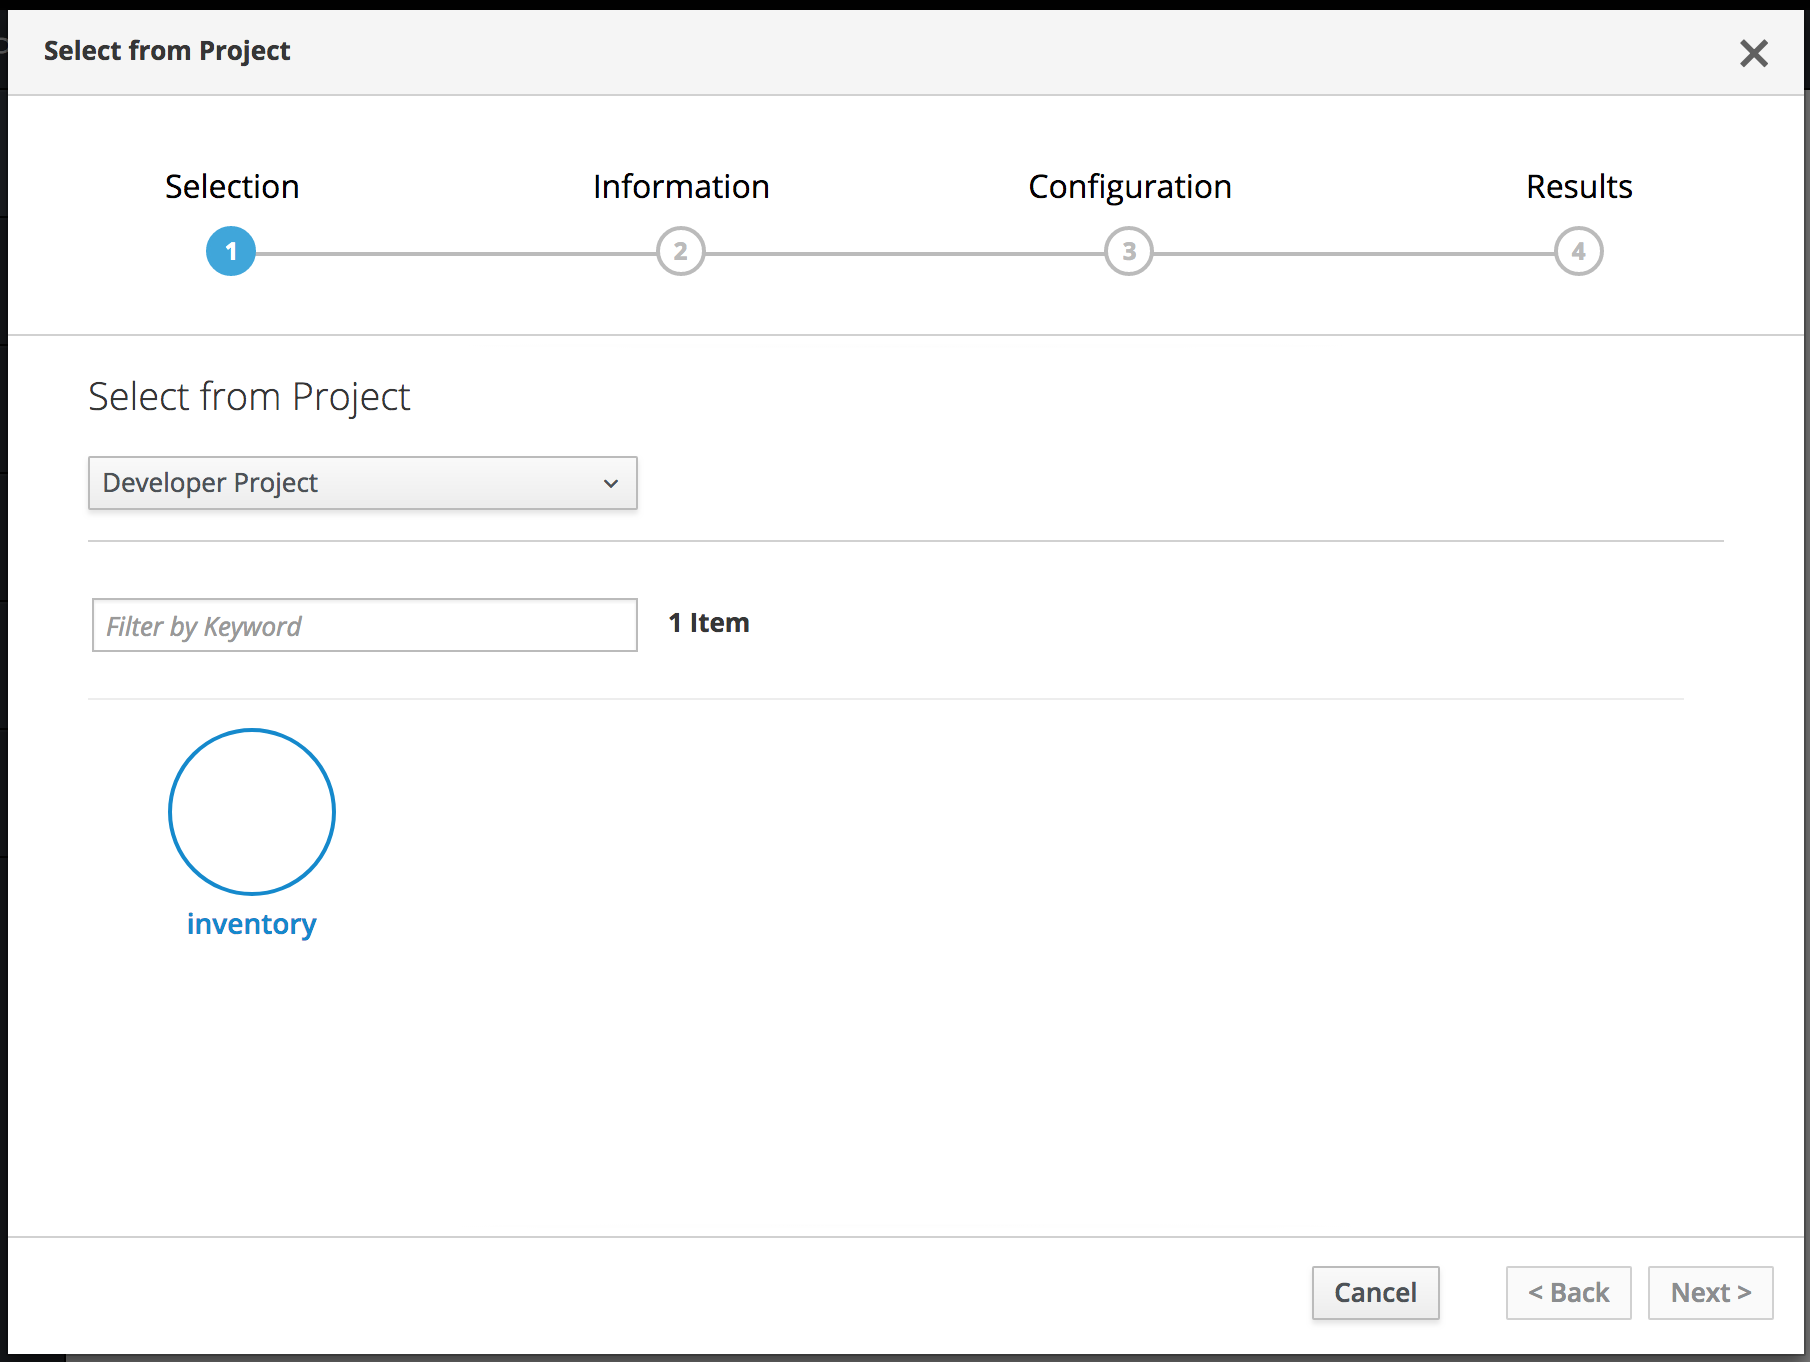 Select from Project
Selection
Information
Configuration
Results
1
2
3
4
Select from Project
Developer Project
Filter by Keyword
1 Item
inventory
Cancel
< Back
Next >